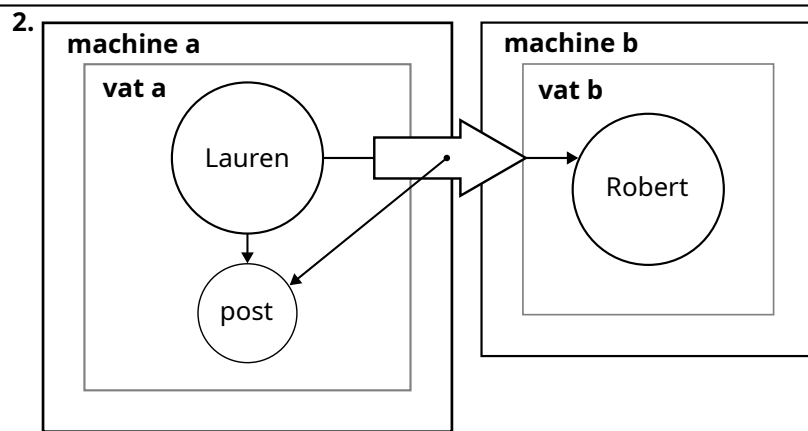 2.
machine a
vat a
Lauren
post
machine b
vat b
Robert